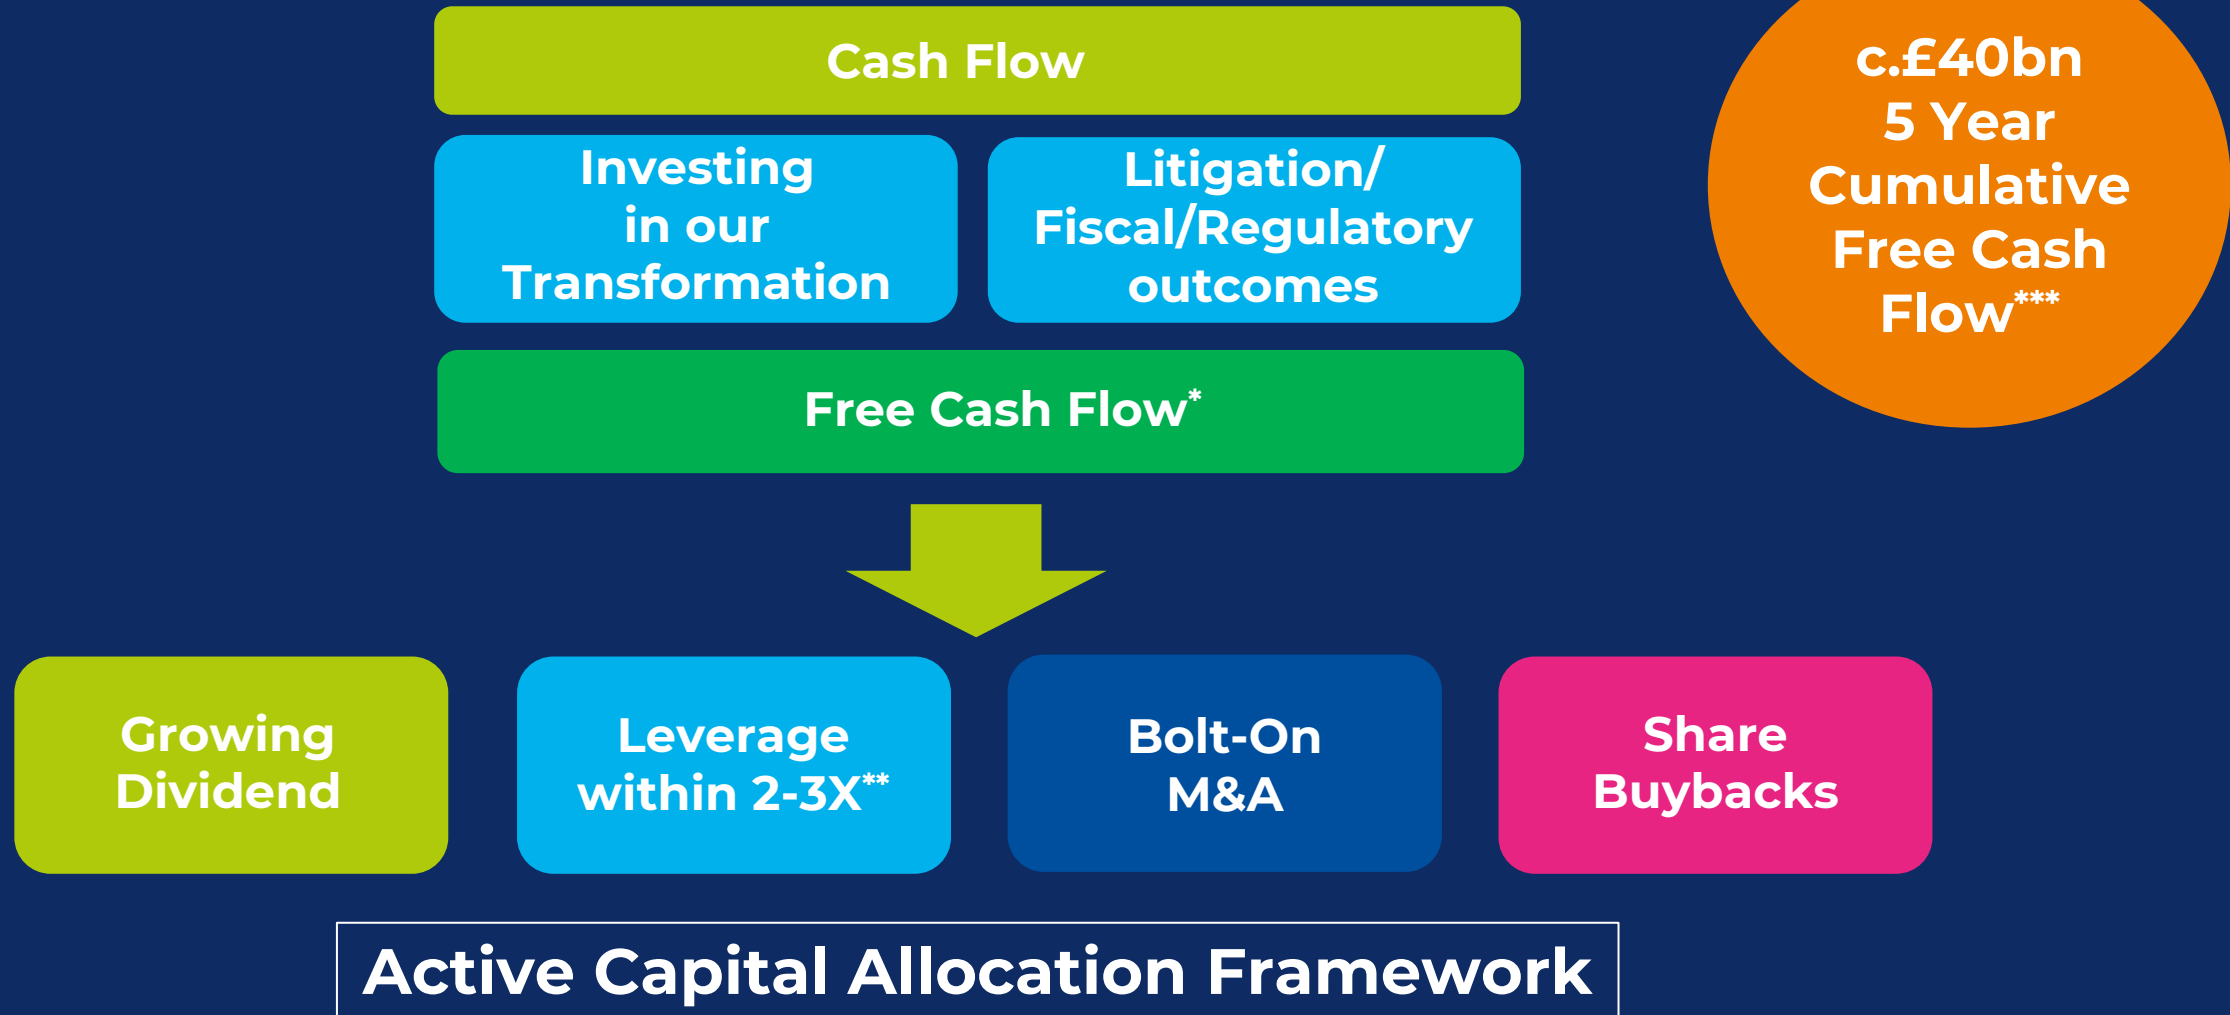 Cash Flow
Investing
in our
Transformation
Litigation/
Fiscal/Regulatory
outcomes
Free Cash Flow*
c.£40bn
5 Year
Cumulative
Free Cash
Flow***
Growing
Dividend
Leverage
within 2-3X**
Bolt-On
M&A
Share
Buybacks
Active Capital Allocation Framework